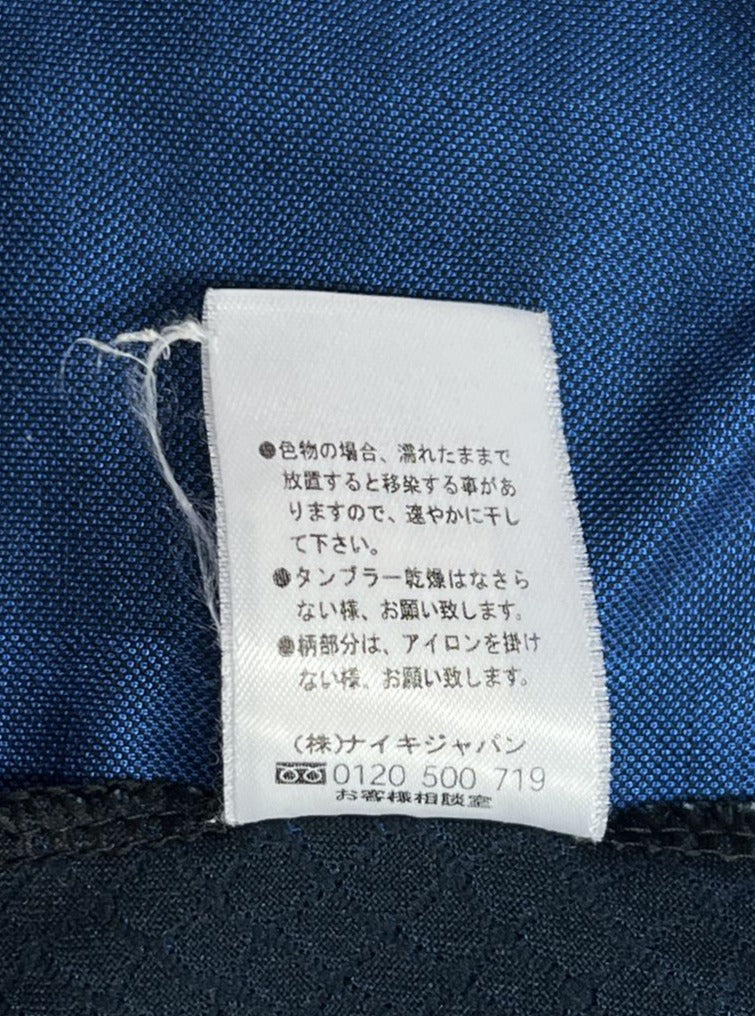 ●色物の場合、濡れたままで
放置すると移染する事があ
りますので、速やかに干し
て下さい。
●タンブラー乾燥はなさら
ない様、お願い致します。
●柄部分は、アイロンを掛け
ない様、お願い致します。
(株)ナイキジャパン
0120 500 719
お客様相談室